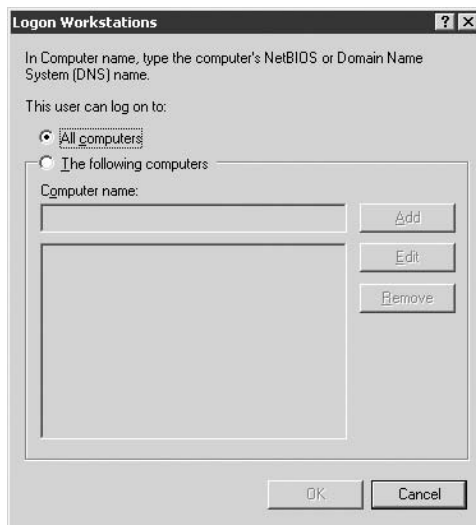 Logon Workstations
In Computer name, type the computer's NetBIOS or Domain Name
System (DNS) name.
This user can log on to:
All computers
The following computers
Computer name:
Add
Edit
Remove
OK
Cancel